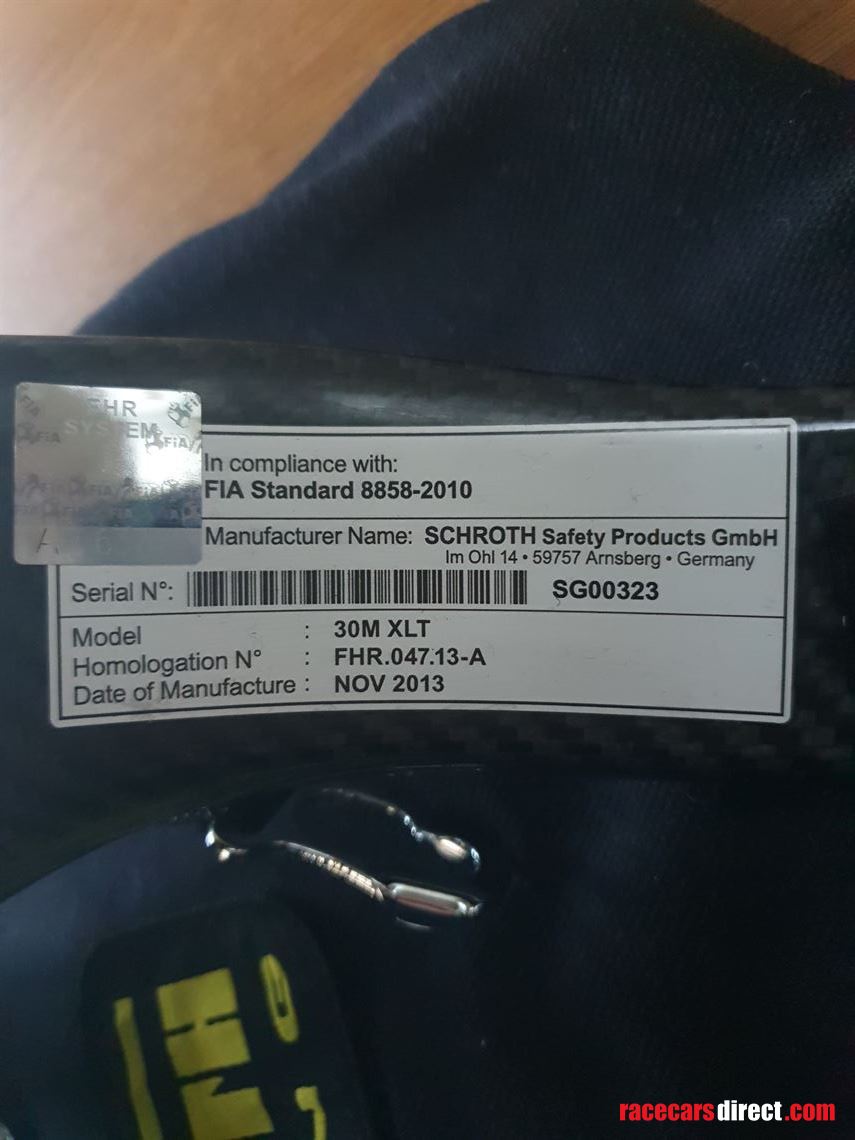 FHR
SYSTEM
FiA
In compliance with:
FIA Standard 8858-2010
Manufacturer Name: SCHROTH Safety Products GmbH
Im Ohl 14 • 59757 Arnsberg • Germany
Serial N°: SG00323
Model : 30M XLT
Homologation N° : FHR.047.13-A
Date of Manufacture : NOV 2013
racecarsdirect.com